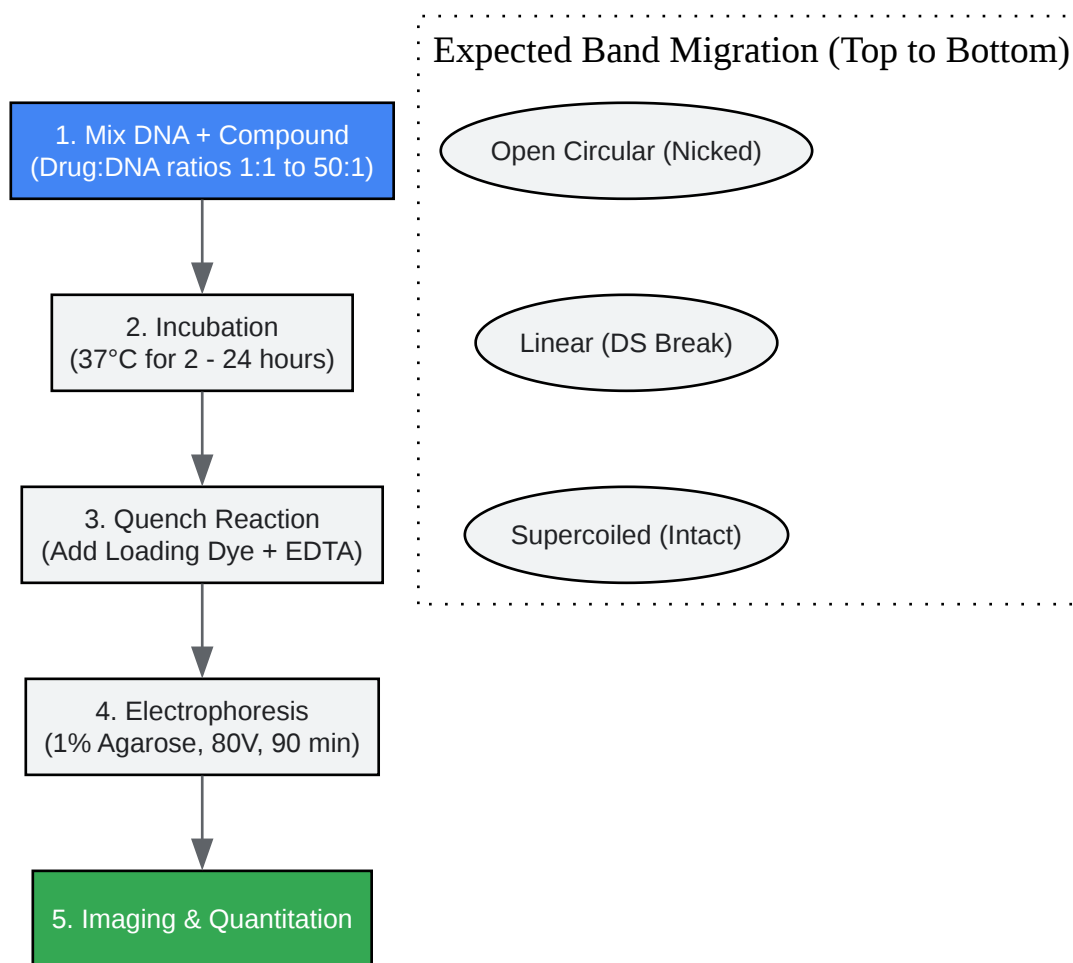 Expected Band Migration (Top to Bottom)
1. Mix DNA + Compound
(Drug:DNA ratios 1:1 to 50:1)
Open Circular (Nicked)
2. Incubation
(37°C for 2 - 24 hours)
Linear (DS Break)
3. Quench Reaction
(Add Loading Dye + EDTA)
Supercoiled (Intact)
4. Electrophoresis
(1% Agarose, 80V, 90 min)
5. Imaging & Quantitation